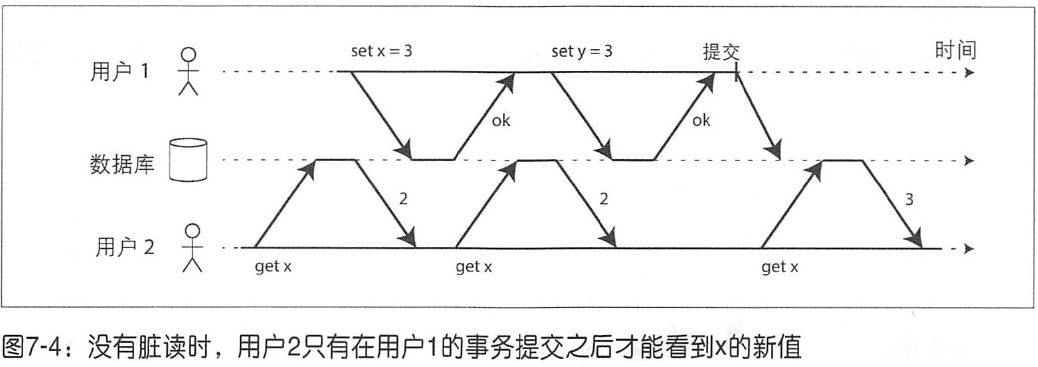 set x = 3 set y = 3 提交 时间
用户 1
ok ok
数据库
2 2 3
用户 2
get x get x get x
图7-4：没有脏读时，用户2只有在用户1的事务提交之后才能看到x的新值